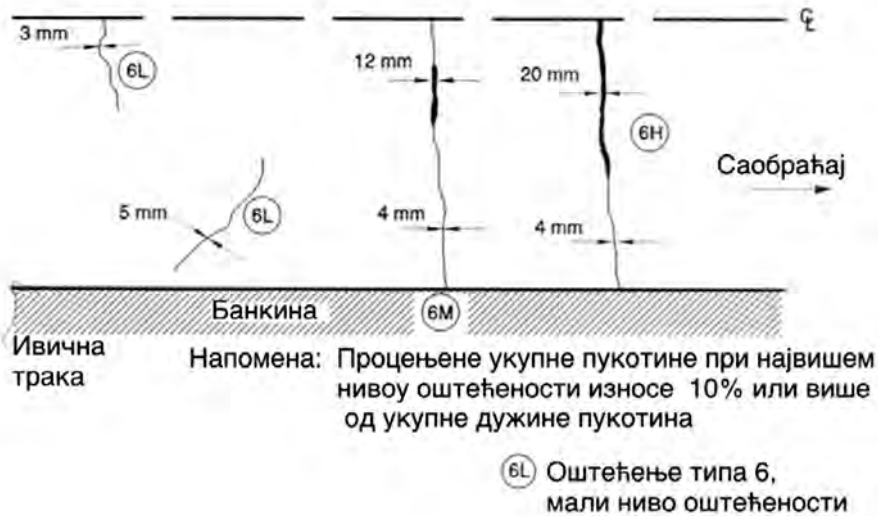 ℄
3 mm
6L
12 mm
20 mm
6H
Саобраћај
5 mm
6L
4 mm
4 mm
Банкина
6M
Ивична
трака
Напомена: Процењене укупне пукотине при највишем
нивоу оштећености износе 10% или више
од укупне дужине пукотина
6L Оштећење типа 6,
мали ниво оштећености